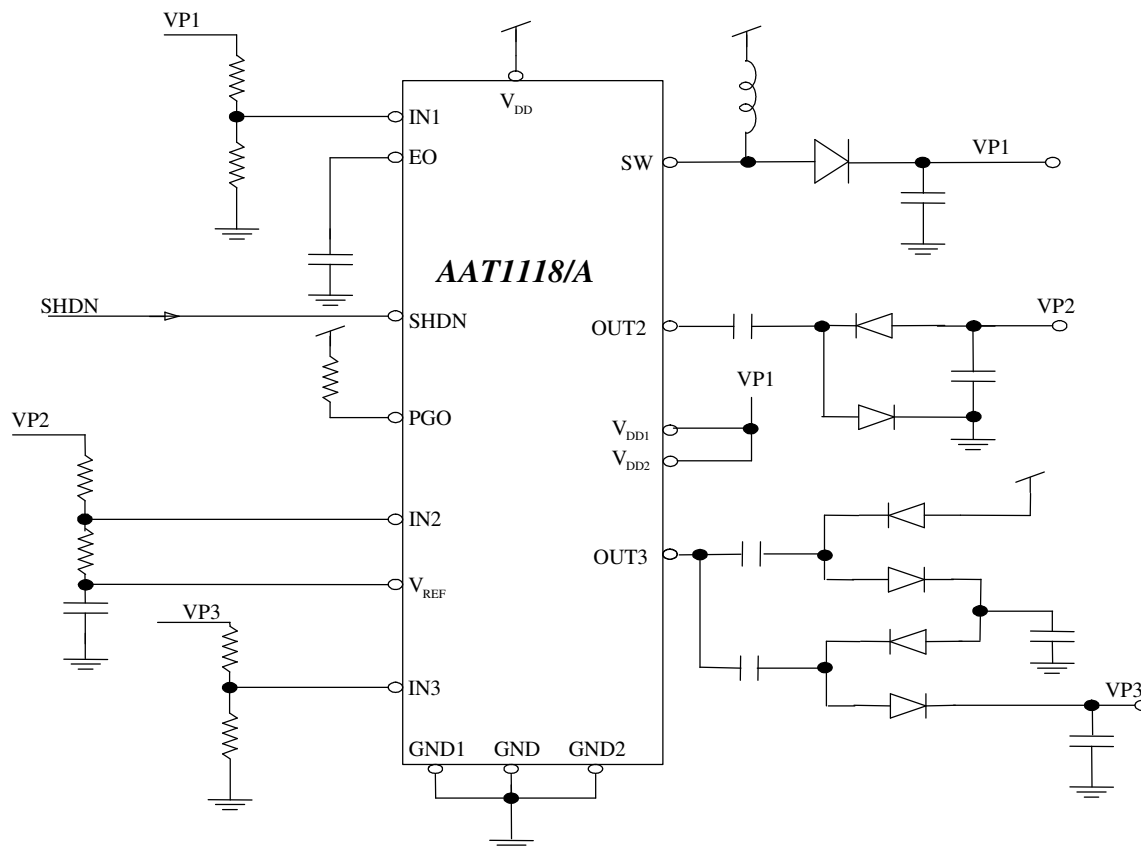 VP1
V_DD
IN1
EO
SW
VP1
AAT1118/A
SHDN
SHDN
OUT2
VP2
VP1
VP2
PGO
V_DD1
V_DD2
IN2
OUT3
V_REF
VP3
IN3
VP3
GND1 GND GND2